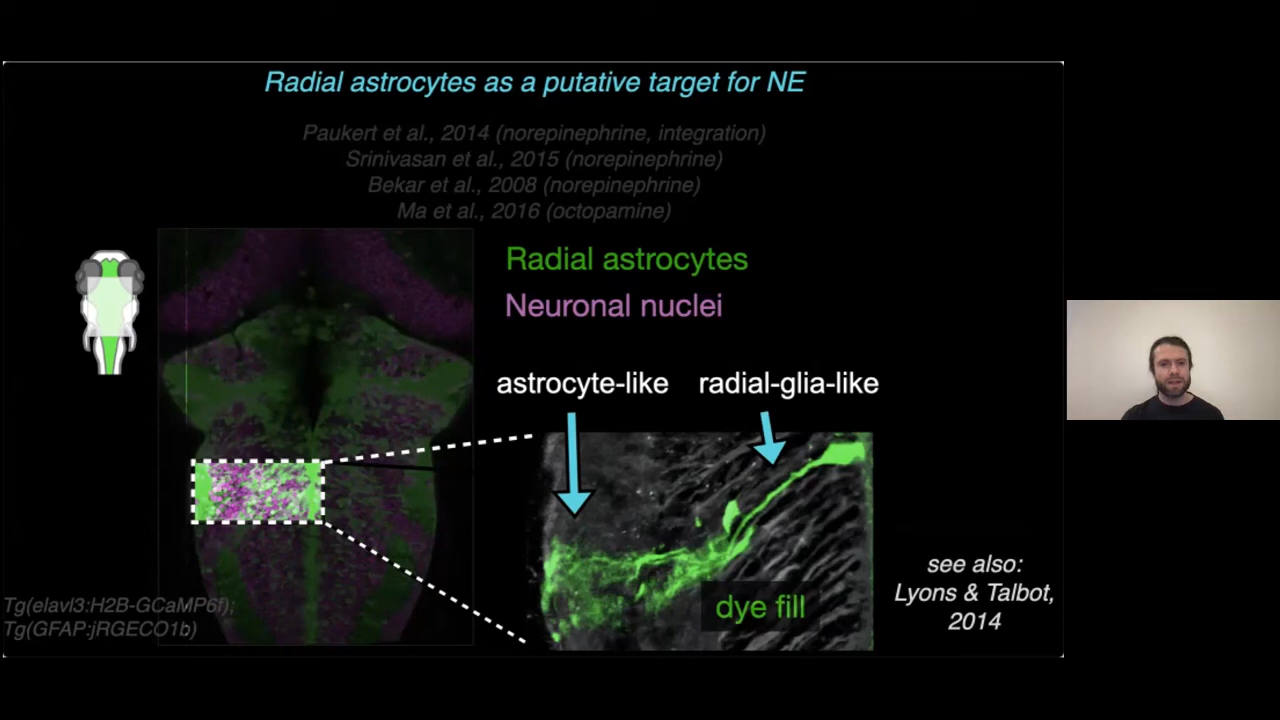 Radial astrocytes as a putative target for NE
Paukert et al., 2014 (norepinephrine, integration)
Srinivasan et al., 2015 (norepinephrine)
Bekar et al., 2008 (norepinephrine)
Ma et al., 2016 (octopamine)
Radial astrocytes
Neuronal nuclei
astrocyte-like radial-glia-like
dye fill
see also:
Lyons & Talbot,
2014
Tg(elavl3:H2B-GCaMP6f);
Tg(GFAP:jRGECO1b)